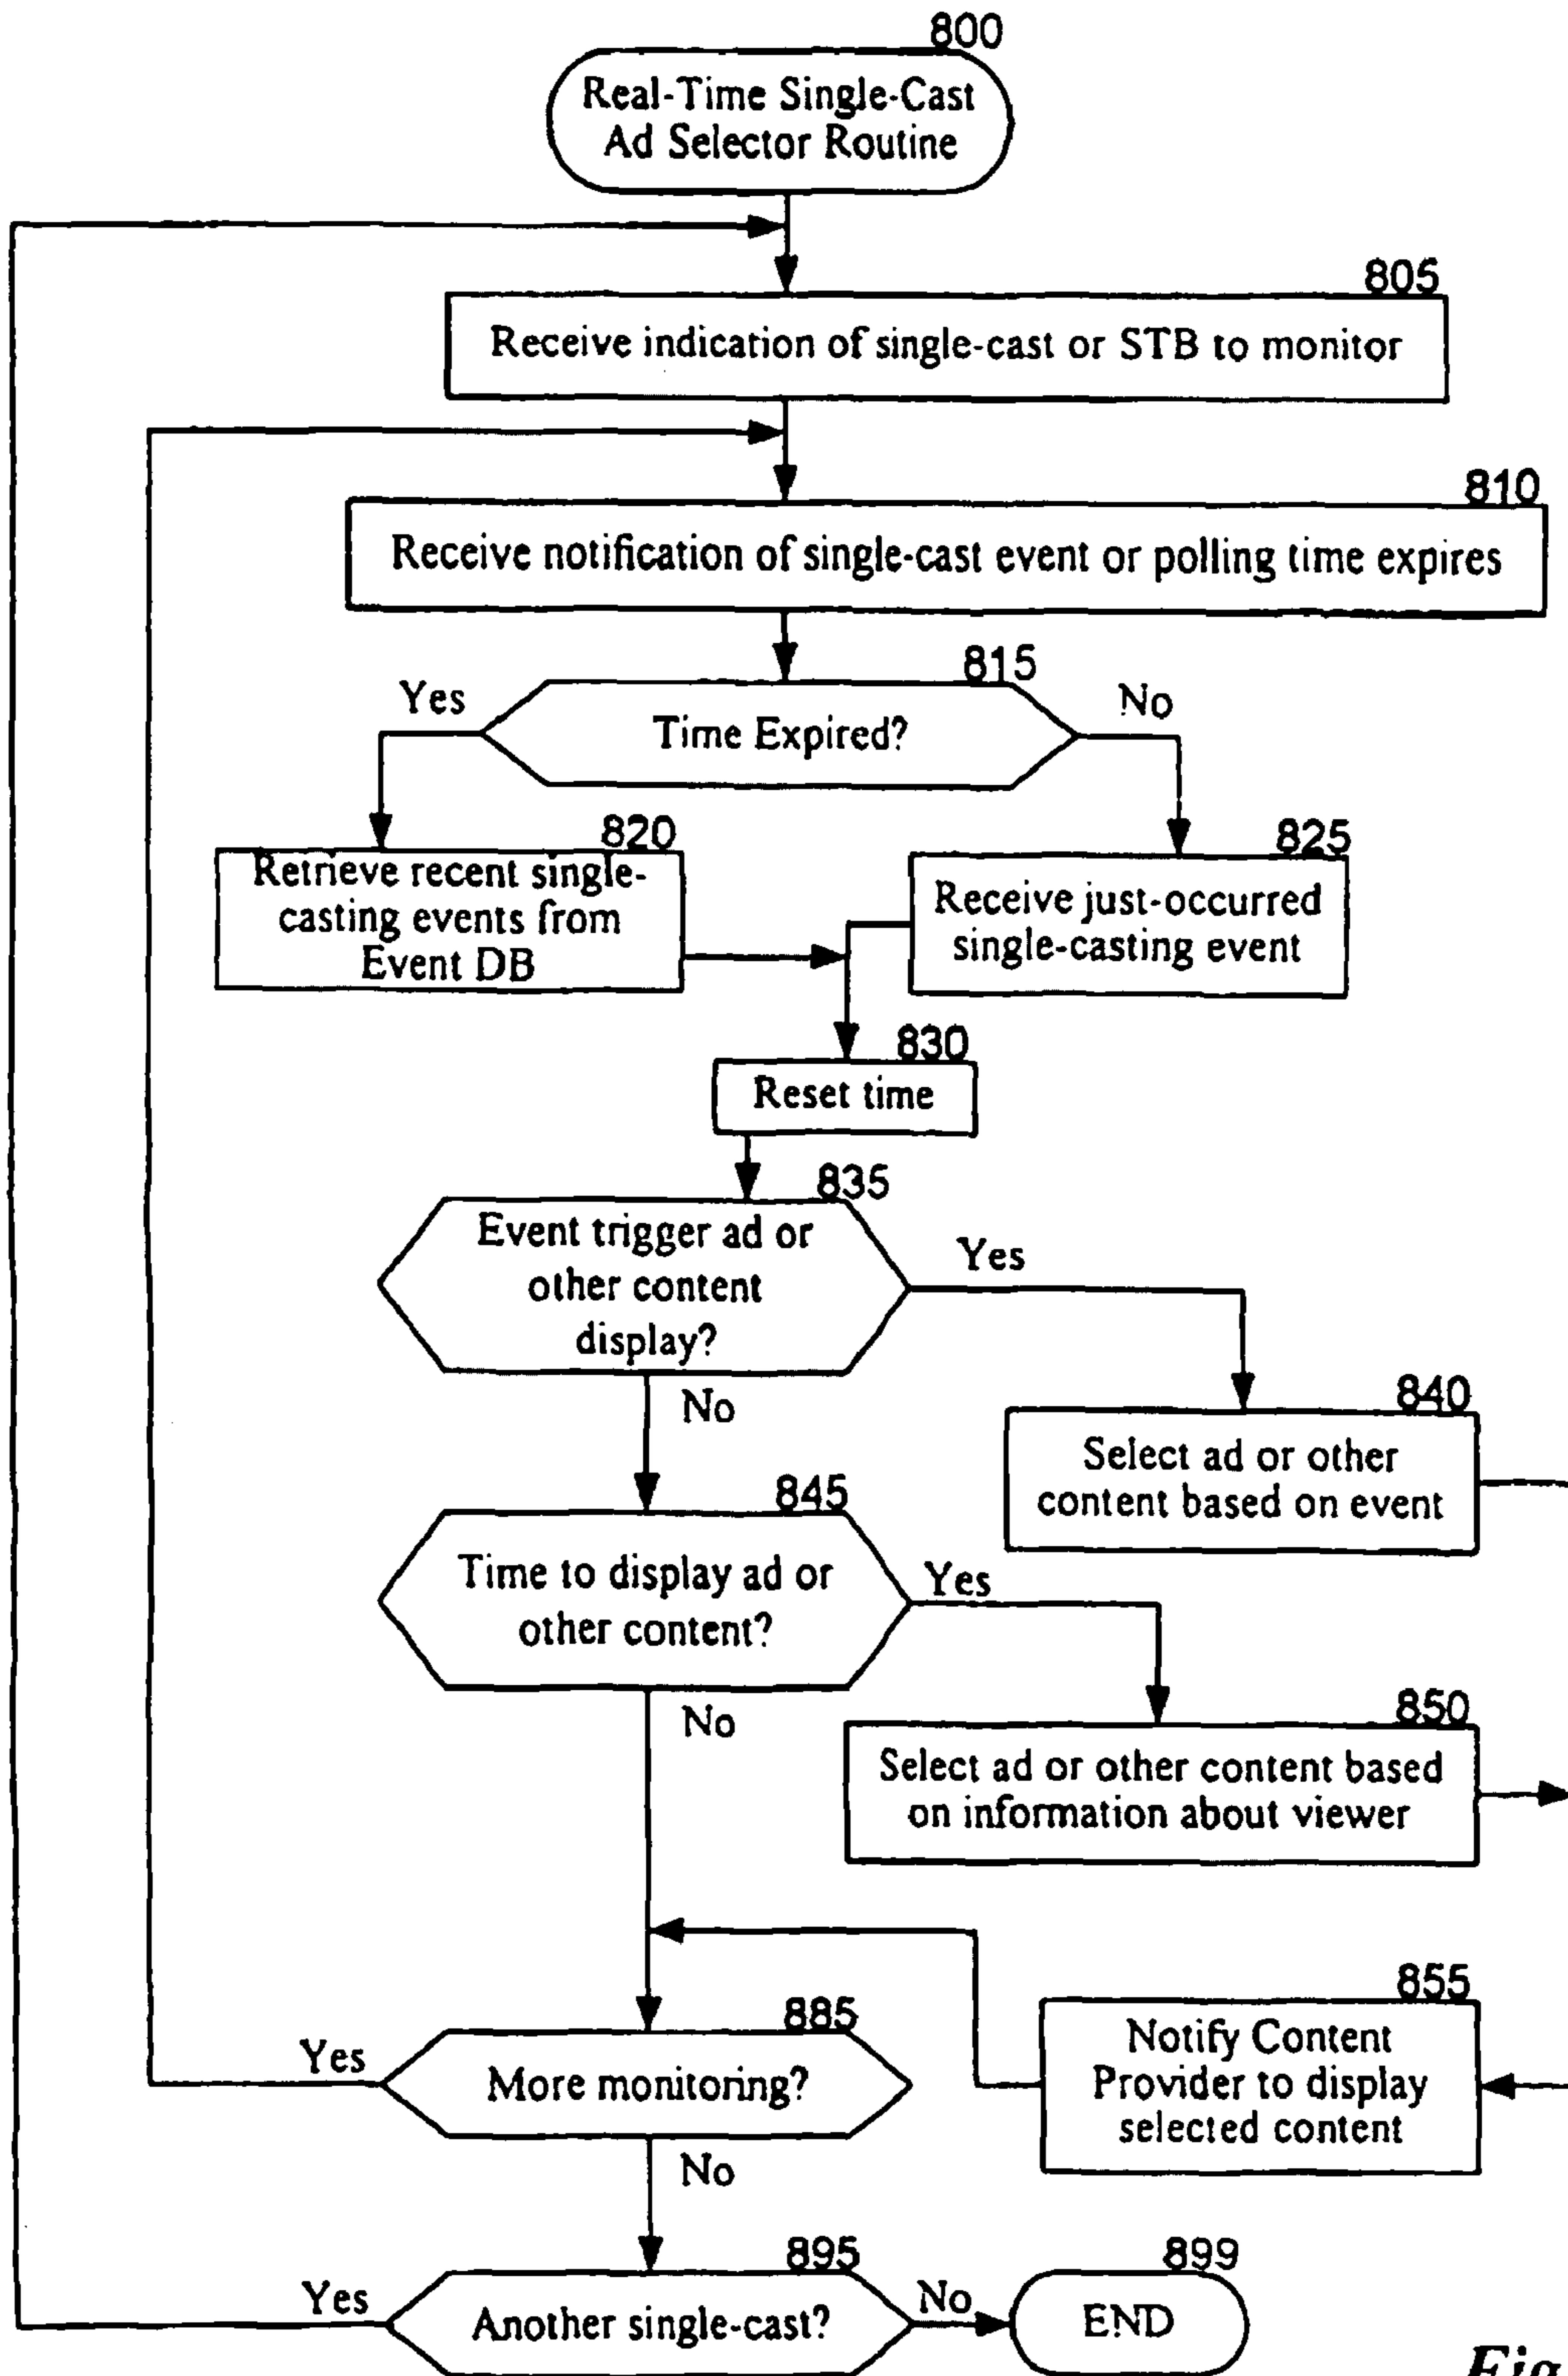 800
Real-Time Single-Cast
Ad Selector Routine
805
Receive indication of single-cast or STB to monitor
810
Receive notification of single-cast event or polling time expires
815
Yes
No
Time Expired?
820
Retrieve recent single-
casting events from
Event DB
825
Receive just-occurred
single-casting event
830
Reset time
835
Event trigger ad or
other content
display?
Yes
No
840
Select ad or other
content based on event
845
Time to display ad or
other content?
Yes
No
850
Select ad or other content based
on information about viewer
855
Notify Content
Provider to display
selected content
885
Yes
More monitoring?
No
895
Yes
Another single-cast?
No
899
END
Fig